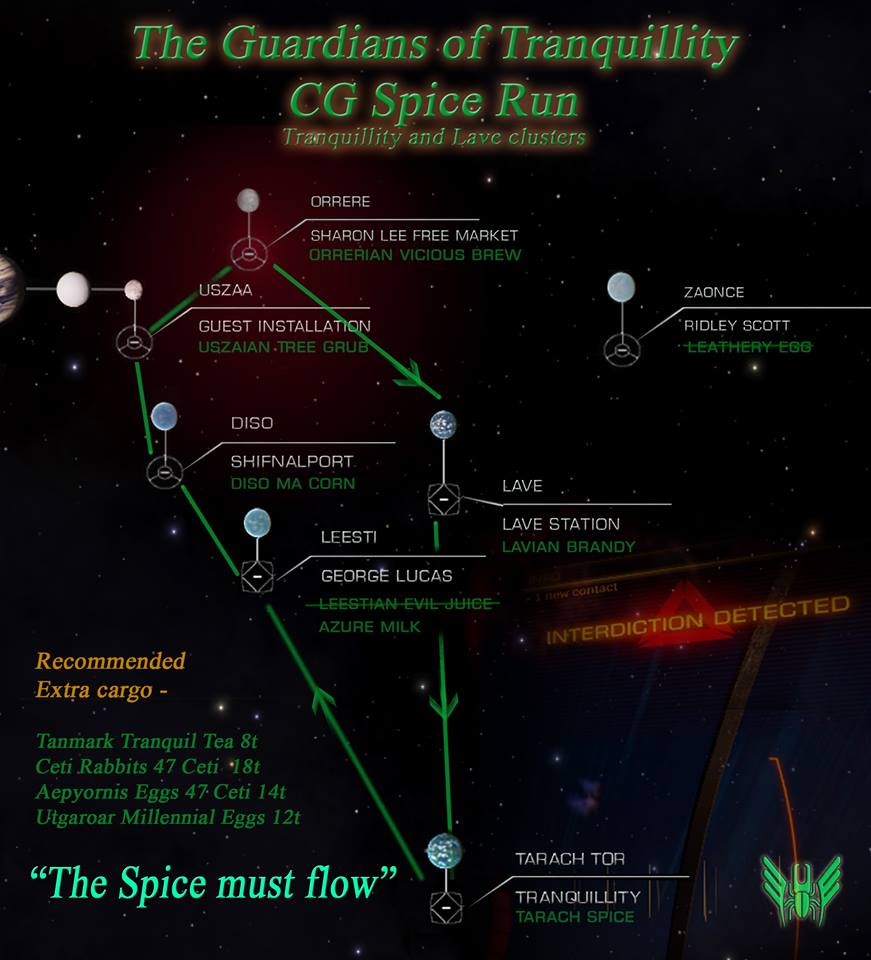 The Guardians of Tranquillity
CG Spice Run
Tranquillity and Lave clusters
ORRERE
SHARON LEE FREE MARKET
ORRERIAN VICIOUS BREW
USZAA
GUEST INSTALLATION
USZAIAN TREE GRUB
ZAONCE
RIDLEY SCOTT
LEATHERY EGG
DISO
SHIFNALPORT
DISO MA CORN
LAVE
LAVE STATION
LAVIAN BRANDY
LEESTI
GEORGE LUCAS
LEESTIAN EVIL JUICE
AZURE MILK
INFO
- 1 new contact
INTERDICTION DETECTED
Recommended
Extra cargo -
Tanmark Tranquil Tea 8t
Ceti Rabbits 47 Ceti 18t
Aepyornis Eggs 47 Ceti 14t
Utgaroar Millennial Eggs 12t
“The Spice must flow”
TARACH TOR
TRANQUILLITY
TARACH SPICE